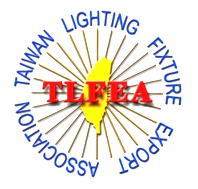 TAIWAN LIGHTING FIXTURE EXPORT ASSOCIATION
TLFEA